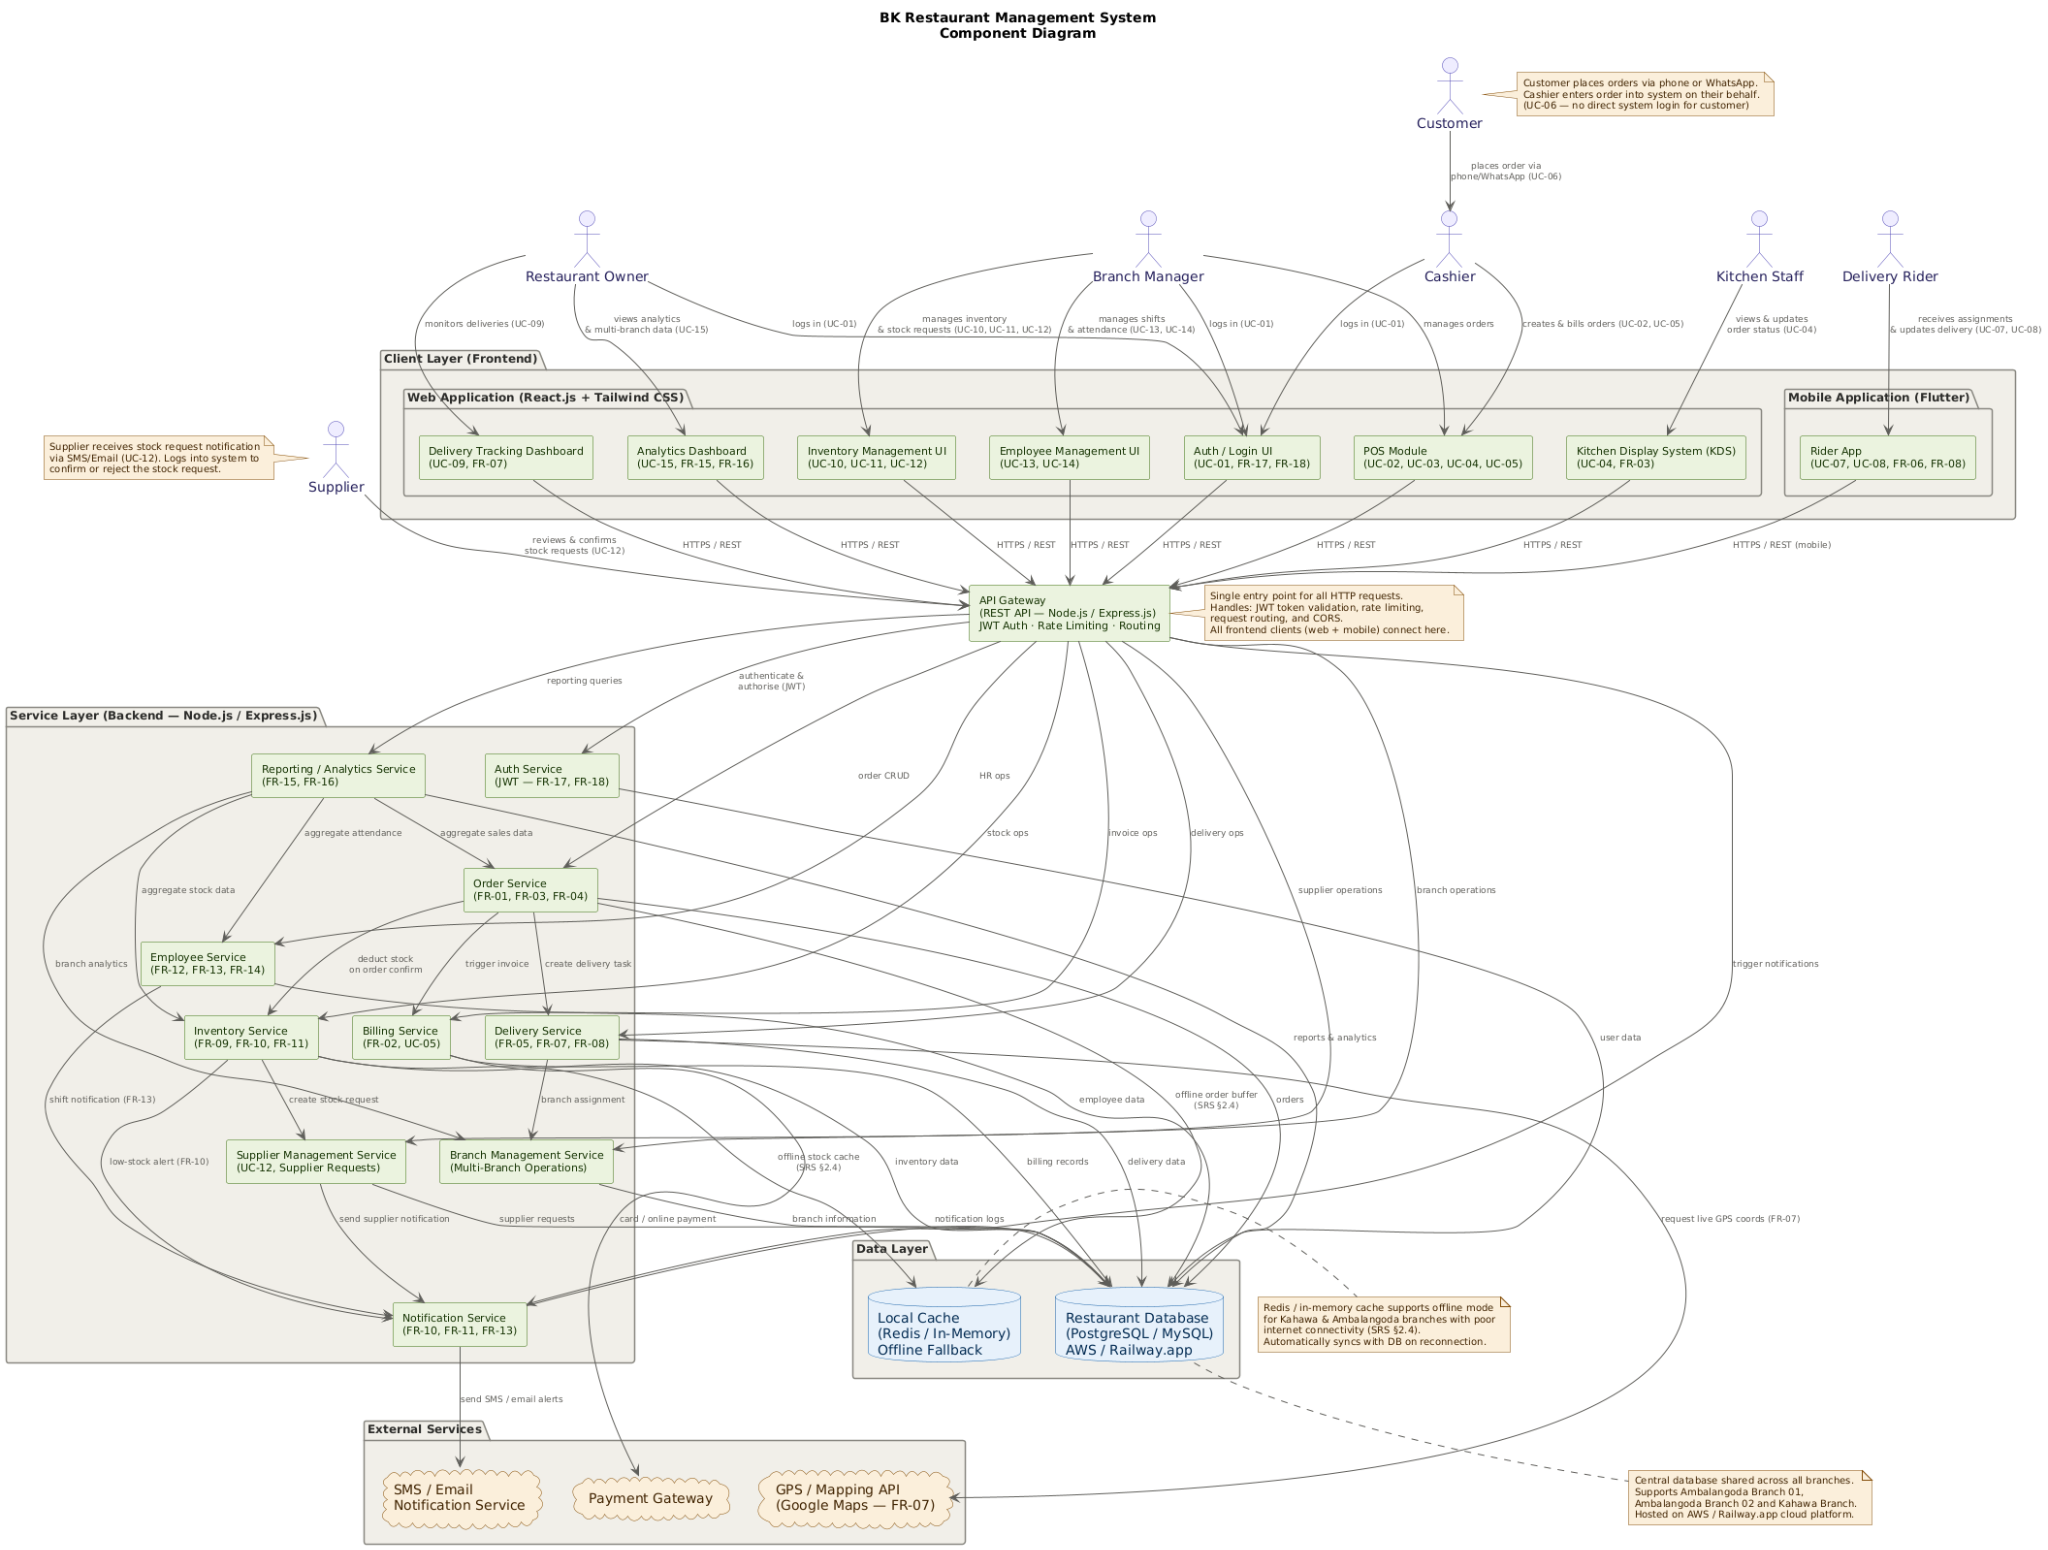 BK Restaurant Management System
Component Diagram
Customer places orders via phone or WhatsApp.
Cashier enters order into system on their behalf.
(UC-06 — no direct system login for customer)
Customer
places order via
phone/WhatsApp (UC-06)
Restaurant Owner
Branch Manager
Cashier
Kitchen Staff
Delivery Rider
monitors deliveries (UC-09)
views analytics
& multi-branch data (UC-15)
logs in (UC-01)
manages inventory
& stock requests (UC-10, UC-11, UC-12)
manages shifts
& attendance (UC-13, UC-14)
logs in (UC-01)
logs in (UC-01)
manages orders
creates & bills orders (UC-02, UC-05)
views & updates
order status (UC-04)
receives assignments
& updates delivery (UC-07, UC-08)
Client Layer (Frontend)
Web Application (React.js + Tailwind CSS)
Mobile Application (Flutter)
Delivery Tracking Dashboard
(UC-09, FR-07)
Analytics Dashboard
(UC-15, FR-15, FR-16)
Inventory Management UI
(UC-10, UC-11, UC-12)
Employee Management UI
(UC-13, UC-14)
Auth / Login UI
(UC-01, FR-17, FR-18)
POS Module
(UC-02, UC-03, UC-04, UC-05)
Kitchen Display System (KDS)
(UC-04, FR-03)
Rider App
(UC-07, UC-08, FR-06, FR-08)
Supplier receives stock request notification
via SMS/Email (UC-12). Logs into system to
confirm or reject the stock request.
Supplier
reviews & confirms
stock requests (UC-12)
HTTPS / REST
HTTPS / REST
HTTPS / REST
HTTPS / REST
HTTPS / REST
HTTPS / REST
HTTPS / REST
HTTPS / REST (mobile)
API Gateway
(REST API — Node.js / Express.js)
JWT Auth · Rate Limiting · Routing
Single entry point for all HTTP requests.
Handles: JWT token validation, rate limiting,
request routing, and CORS.
All frontend clients (web + mobile) connect here.
reporting queries
authenticate &
authorise (JWT)
Service Layer (Backend — Node.js / Express.js)
Reporting / Analytics Service
(FR-15, FR-16)
Auth Service
(JWT — FR-17, FR-18)
order CRUD
HR ops
aggregate attendance
aggregate sales data
stock ops
invoice ops
delivery ops
aggregate stock data
Order Service
(FR-01, FR-03, FR-04)
supplier operations
branch operations
branch analytics
Employee Service
(FR-12, FR-13, FR-14)
deduct stock
on order confirm
trigger invoice
create delivery task
trigger notifications
Inventory Service
(FR-09, FR-10, FR-11)
Billing Service
(FR-02, UC-05)
Delivery Service
(FR-05, FR-07, FR-08)
reports & analytics
user data
shift notification (FR-13)
create stock request
branch assignment
employee data
offline order buffer
(SRS §2.4)
orders
low-stock alert (FR-10)
Supplier Management Service
(UC-12, Supplier Requests)
Branch Management Service
(Multi-Branch Operations)
offline stock cache
(SRS §2.4)
inventory data
billing records
delivery data
send supplier notification
supplier requests
card / online payment
branch information
notification logs
request live GPS coords (FR-07)
Data Layer
Notification Service
(FR-10, FR-11, FR-13)
Local Cache
(Redis / In-Memory)
Offline Fallback
Restaurant Database
(PostgreSQL / MySQL)
AWS / Railway.app
Redis / in-memory cache supports offline mode
for Kahawa & Ambalangoda branches with poor
internet connectivity (SRS §2.4).
Automatically syncs with DB on reconnection.
send SMS / email alerts
External Services
SMS / Email
Notification Service
Payment Gateway
GPS / Mapping API
(Google Maps — FR-07)
Central database shared across all branches.
Supports Ambalangoda Branch 01,
Ambalangoda Branch 02 and Kahawa Branch.
Hosted on AWS / Railway.app cloud platform.